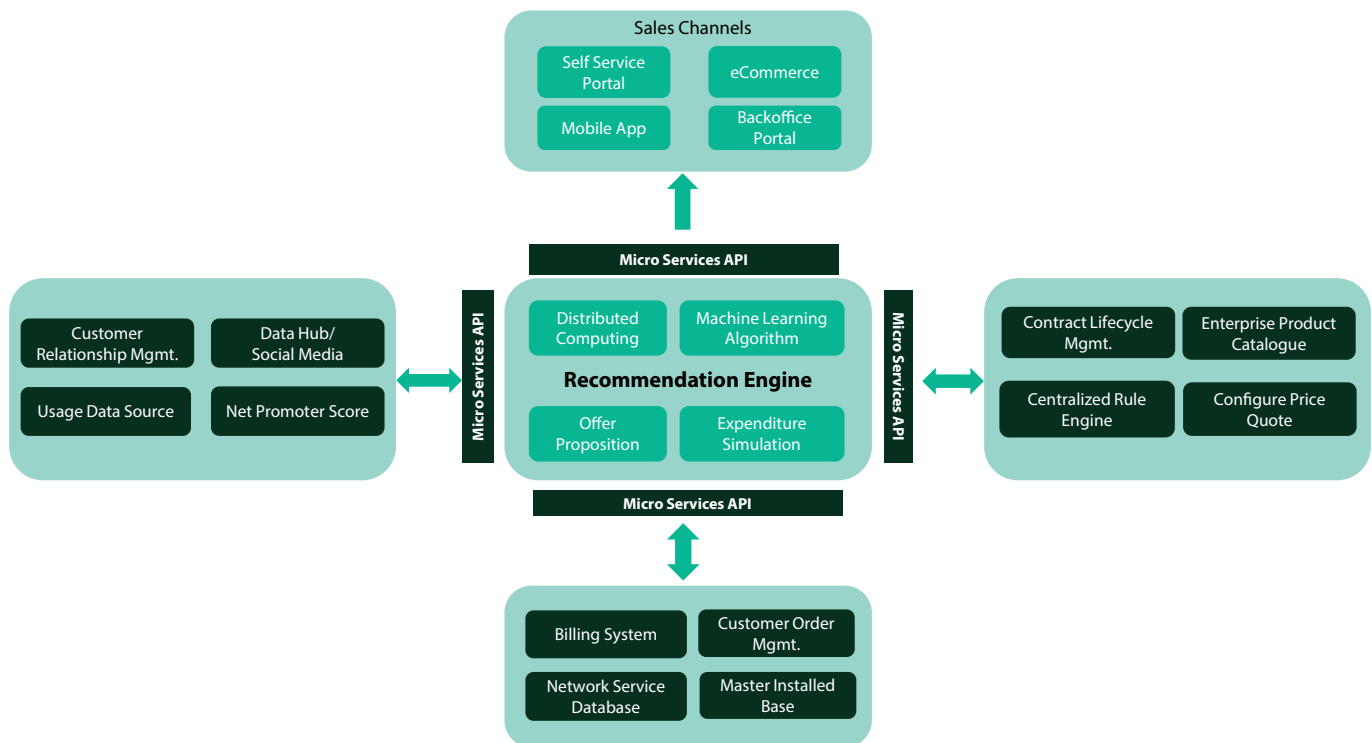 Sales Channels
Self Service
Portal
eCommerce
Mobile App
Backoffice
Portal
Micro Services API
Customer
Relationship Mgmt.
Data Hub/
Social Media
Usage Data Source
Net Promoter Score
Micro Services API
Distributed
Computing
Machine Learning
Algorithm
Recommendation Engine
Offer
Proposition
Expenditure
Simulation
Micro Services API
Contract Lifecycle
Mgmt.
Enterprise Product
Catalogue
Centralized Rule
Engine
Configure Price
Quote
Micro Services API
Billing System
Customer Order
Mgmt.
Network Service
Database
Master Installed
Base